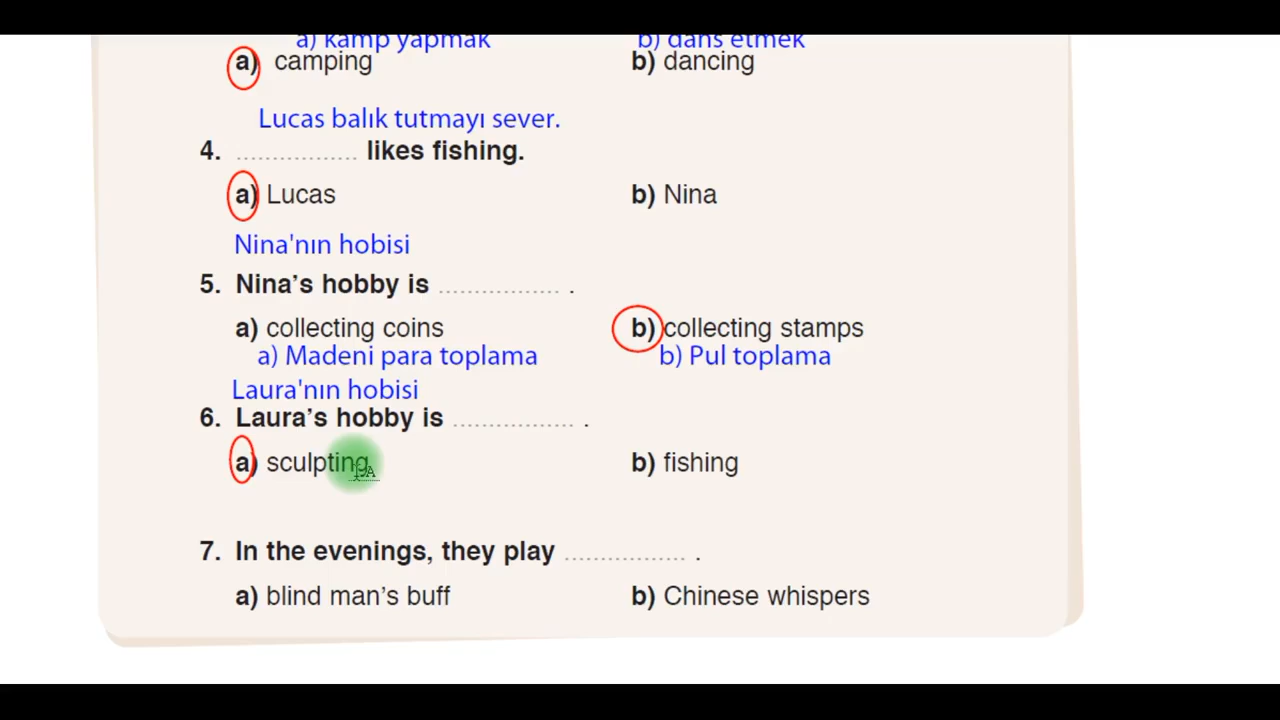 a) kamp yapmak b) dans etmek
a) camping b) dancing
Lucas balık tutmayı sever.
4. ................. likes fishing.
a) Lucas b) Nina
Nina'nın hobisi
5. Nina’s hobby is ................. .
a) collecting coins b) collecting stamps
a) Madeni para toplama b) Pul toplama
Laura'nın hobisi
6. Laura’s hobby is ................. .
a) sculpting b) fishing
7. In the evenings, they play ................. .
a) blind man’s buff b) Chinese whispers